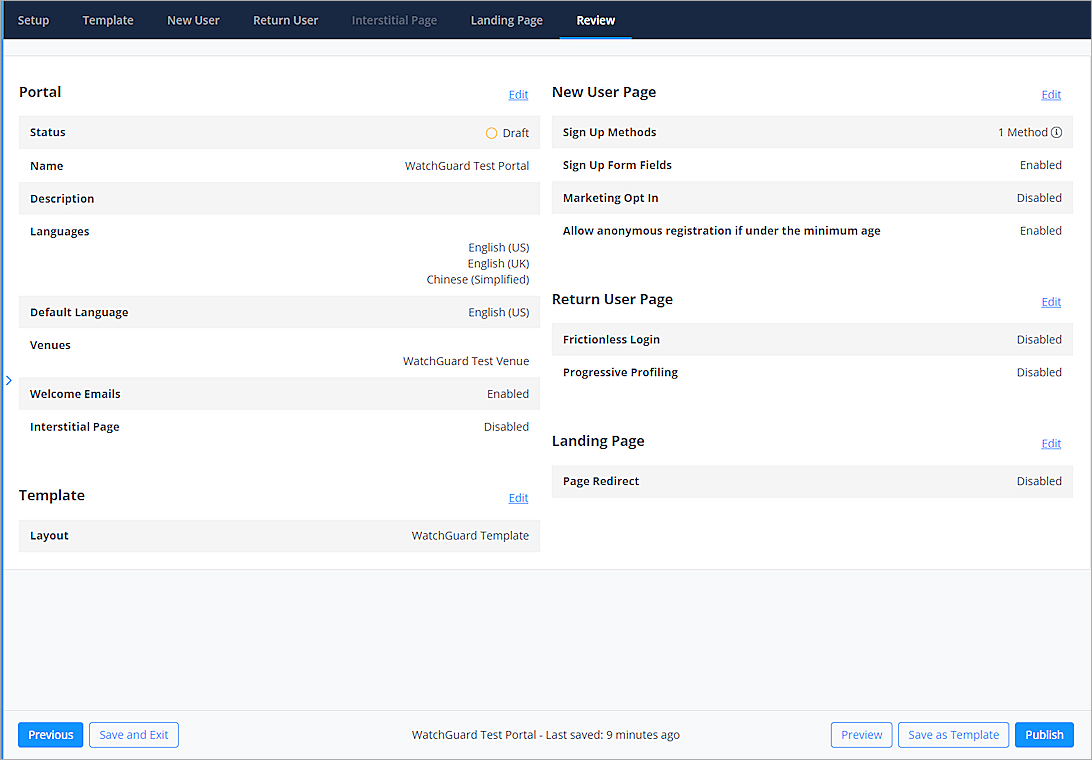 Setup Template New User Return User Interstitial Page Landing Page Review
Portal Edit
Status Draft
Name WatchGuard Test Portal
Description
Languages
English (US)
English (UK)
Chinese (Simplified)
Default Language English (US)
Venues
WatchGuard Test Venue
Welcome Emails Enabled
Interstitial Page Disabled
Template Edit
Layout WatchGuard Template
New User Page Edit
Sign Up Methods 1 Method
Sign Up Form Fields Enabled
Marketing Opt In Disabled
Allow anonymous registration if under the minimum age Enabled
Return User Page Edit
Frictionless Login Disabled
Progressive Profiling Disabled
Landing Page Edit
Page Redirect Disabled
Previous Save and Exit WatchGuard Test Portal - Last saved: 9 minutes ago Preview Save as Template Publish